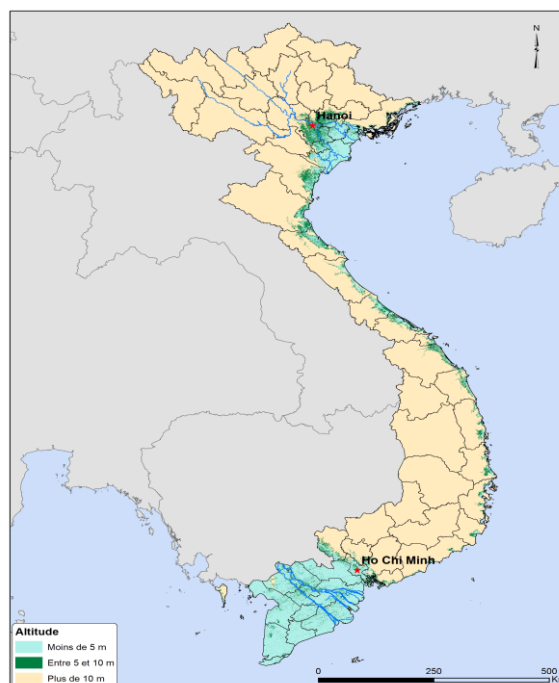 N
Hanoi
Ho Chi Minh
Altitude
Moins de 5 m
Entre 5 et 10 m
Plus de 10 m
0 250 500